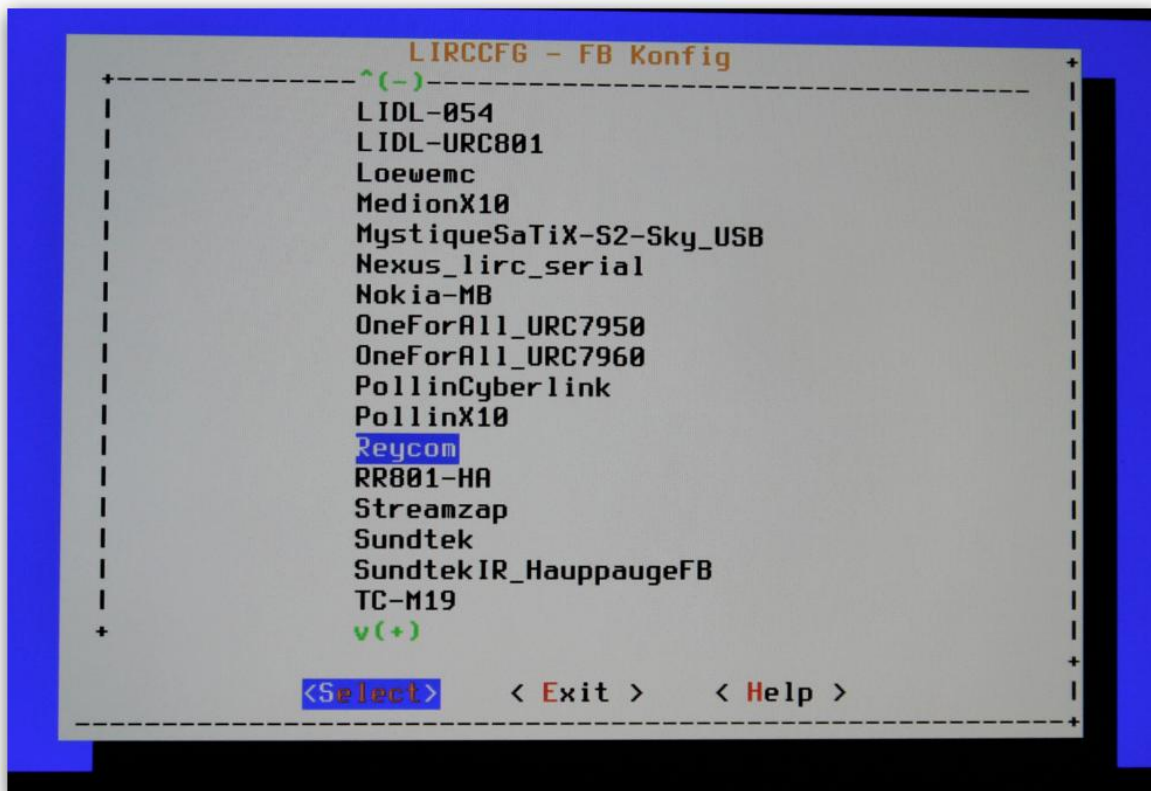 LIRCCFG - FB Konfig
^(-)
LIDL-054
LIDL-URC801
Loewemc
MedionX10
MystiqueSaTiX-S2-Sky_USB
Nexus_lirc_serial
Nokia-MB
OneForAll_URC7950
OneForAll_URC7960
PollinCyberlink
PollinX10
Reycom
RR801-HA
Streamzap
Sundtek
SundtekIR_HauppaugeFB
TC-M19
v(+)
<Select> < Exit > < Help >